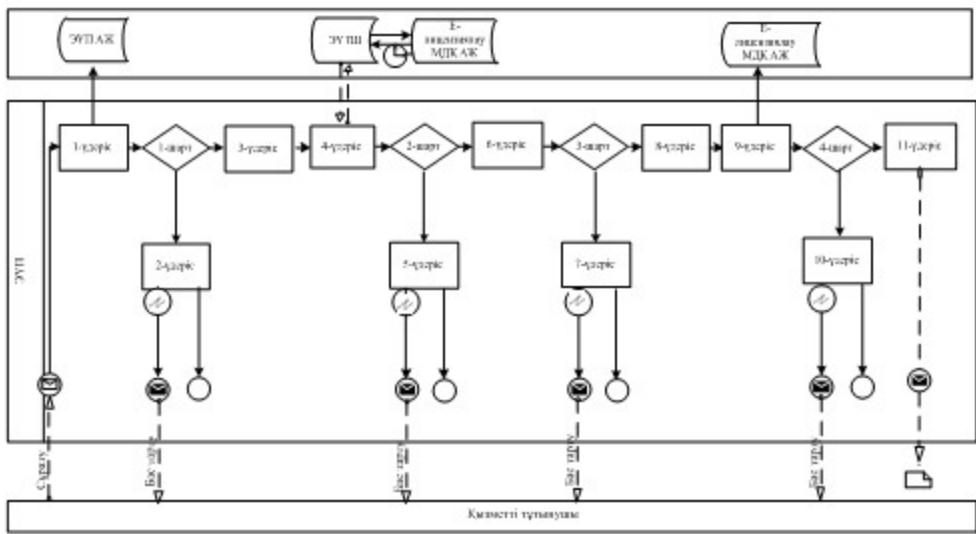 ЭҮП АЖ
ЭҮТШ
Е-
лицензиялау
МДҚ АЖ
Е-
лицензиялау
МДҚ АЖ
1-үдеріс
1-шарт
3-үдеріс
4-үдеріс
2-шарт
6-үдеріс
3-шарт
8-үдеріс
9-үдеріс
4-шарт
11-үдеріс
2-үдеріс
5-үдеріс
7-үдеріс
10-үдеріс
ЭҮП
Сұрату
Бас тарту
Бас тарту
Бас тарту
Бас тарту
Қызметті тұтынушы